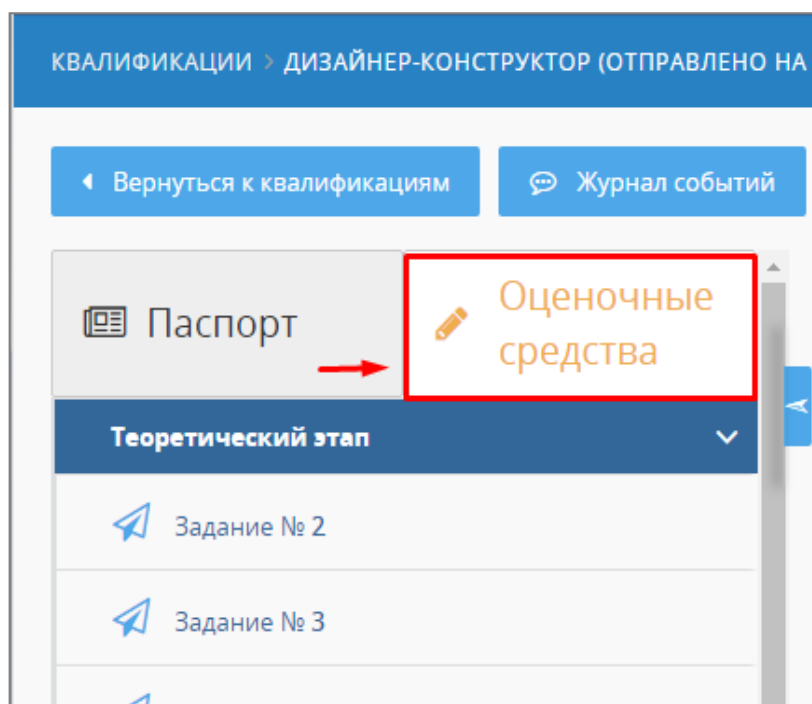 КВАЛИФИКАЦИИ > ДИЗАЙНЕР-КОНСТРУКТОР (ОТПРАВЛЕНО НА
Вернуться к квалификациям
Журнал событий
Паспорт
Оценочные
средства
Теоретический этап
Задание № 2
Задание № 3